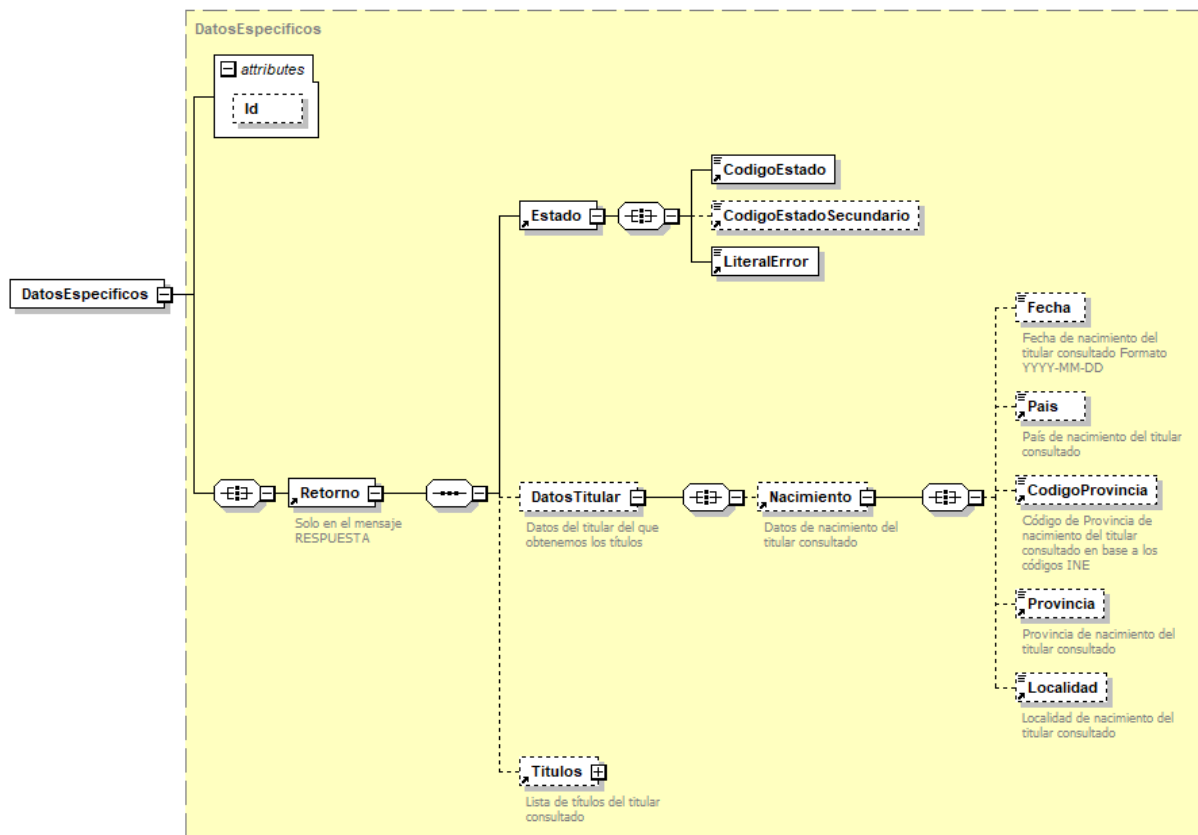 DatosEspecificos
attributes
Id
CodigoEstado
Estado
CodigoEstadoSecundario
LiteralError
DatosEspecificos
Fecha
Fecha de nacimiento del
titular consultado Formato
YYYY-MM-DD
Pais
País de nacimiento del titular
consultado
Retorno
Solo en el mensaje
RESPUESTA
DatosTitular
Datos del titular del que
obtenemos los títulos
Nacimiento
Datos de nacimiento del
titular consultado
CodigoProvincia
Código de Provincia de
nacimiento del titular
consultado en base a los
códigos INE
Provincia
Provincia de nacimiento del
titular consultado
Localidad
Localidad de nacimiento del
titular consultado
Titulos
Lista de títulos del titular
consultado